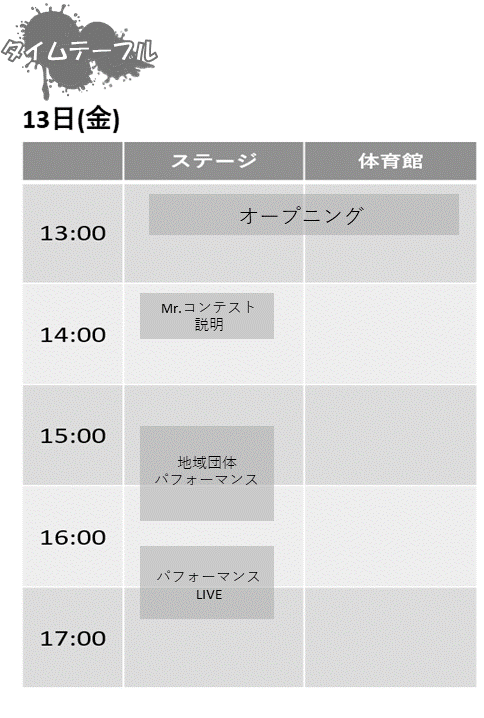 タイムテーブル
13日(金)
ステージ 体育館
13:00
オープニング
14:00
Mr.コンテスト
説明
15:00
地域団体
パフォーマンス
16:00
パフォーマンス
LIVE
17:00